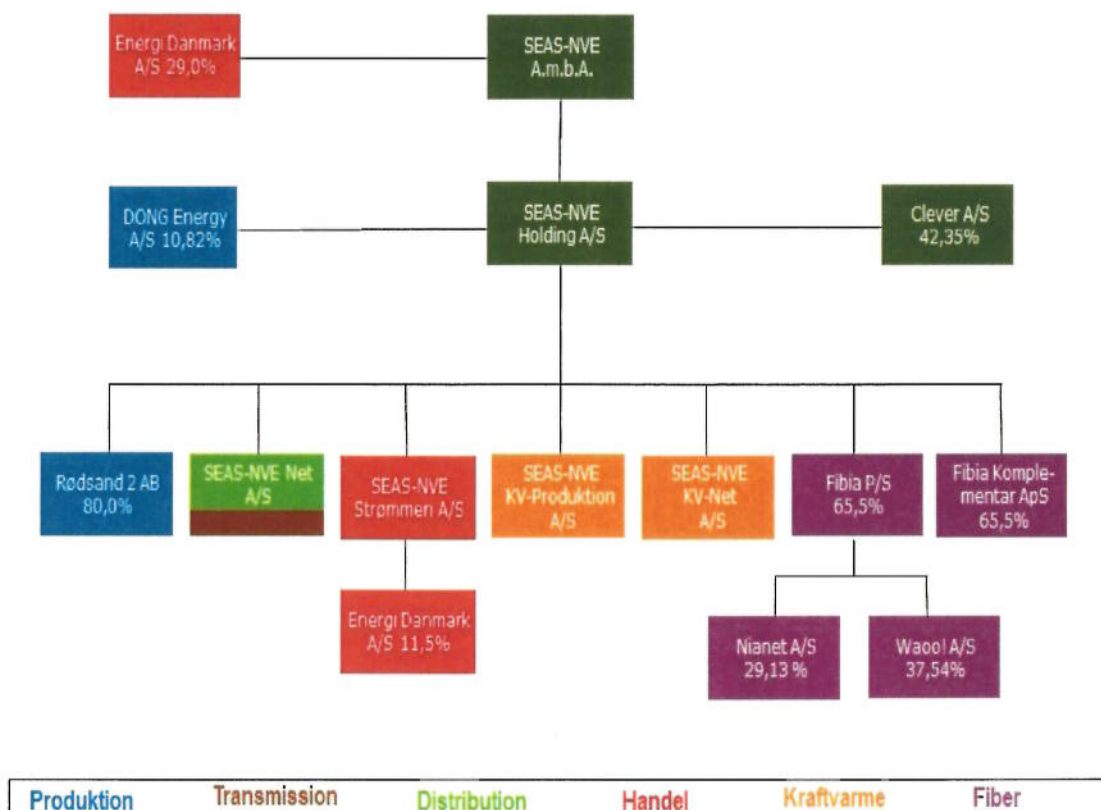 Energi Danmark
A/S 29,0%
SEAS-NVE
A.m.b.A.
DONG Energy
A/S 10,82%
SEAS-NVE
Holding A/S
Clever A/S
42,35%
Rødsand 2 AB
80,0%
SEAS-NVE Net
A/S
SEAS-NVE
Strømmen A/S
SEAS-NVE
KV-Produktion
A/S
SEAS-NVE
KV-Net
A/S
Fibia P/S
65,5%
Fibia Komple-
mentar ApS
65,5%
Energi Danmark
A/S 11,5%
Nianet A/S
29,13 %
Waoo! A/S
37,54%
Produktion
Transmission
Distribution
Handel
Kraftvarme
Fiber